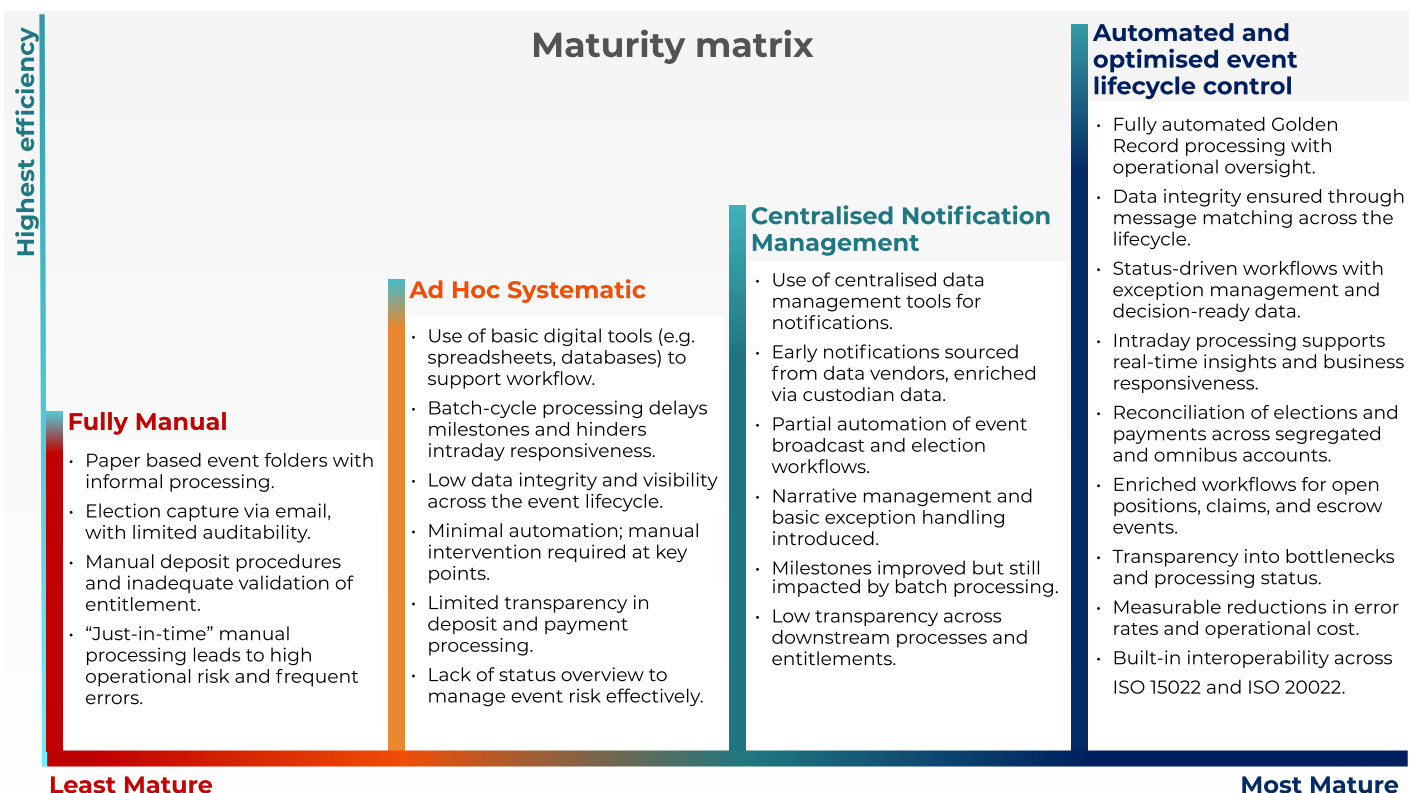 Maturity matrix
Highest efficiency
Fully Manual
• Paper based event folders with
informal processing.
• Election capture via email,
with limited auditability.
• Manual deposit procedures
and inadequate validation of
entitlement.
• “Just-in-time” manual
processing leads to high
operational risk and frequent
errors.
Ad Hoc Systematic
• Use of basic digital tools (e.g.
spreadsheets, databases) to
support workflow.
• Batch-cycle processing delays
milestones and hinders
intraday responsiveness.
• Low data integrity and visibility
across the event lifecycle.
• Minimal automation; manual
intervention required at key
points.
• Limited transparency in
deposit and payment
processing.
• Lack of status overview to
manage event risk effectively.
Centralised Notification
Management
• Use of centralised data
management tools for
notifications.
• Early notifications sourced
from data vendors, enriched
via custodian data.
• Partial automation of event
broadcast and election
workflows.
• Narrative management and
basic exception handling
introduced.
• Milestones improved but still
impacted by batch processing.
• Low transparency across
downstream processes and
entitlements.
Automated and
optimised event
lifecycle control
• Fully automated Golden
Record processing with
operational oversight.
• Data integrity ensured through
message matching across the
lifecycle.
• Status-driven workflows with
exception management and
decision-ready data.
• Intraday processing supports
real-time insights and business
responsiveness.
• Reconciliation of elections and
payments across segregated
and omnibus accounts.
• Enriched workflows for open
positions, claims, and escrow
events.
• Transparency into bottlenecks
and processing status.
• Measurable reductions in error
rates and operational cost.
• Built-in interoperability across
ISO 15022 and ISO 20022.
Least Mature
Most Mature